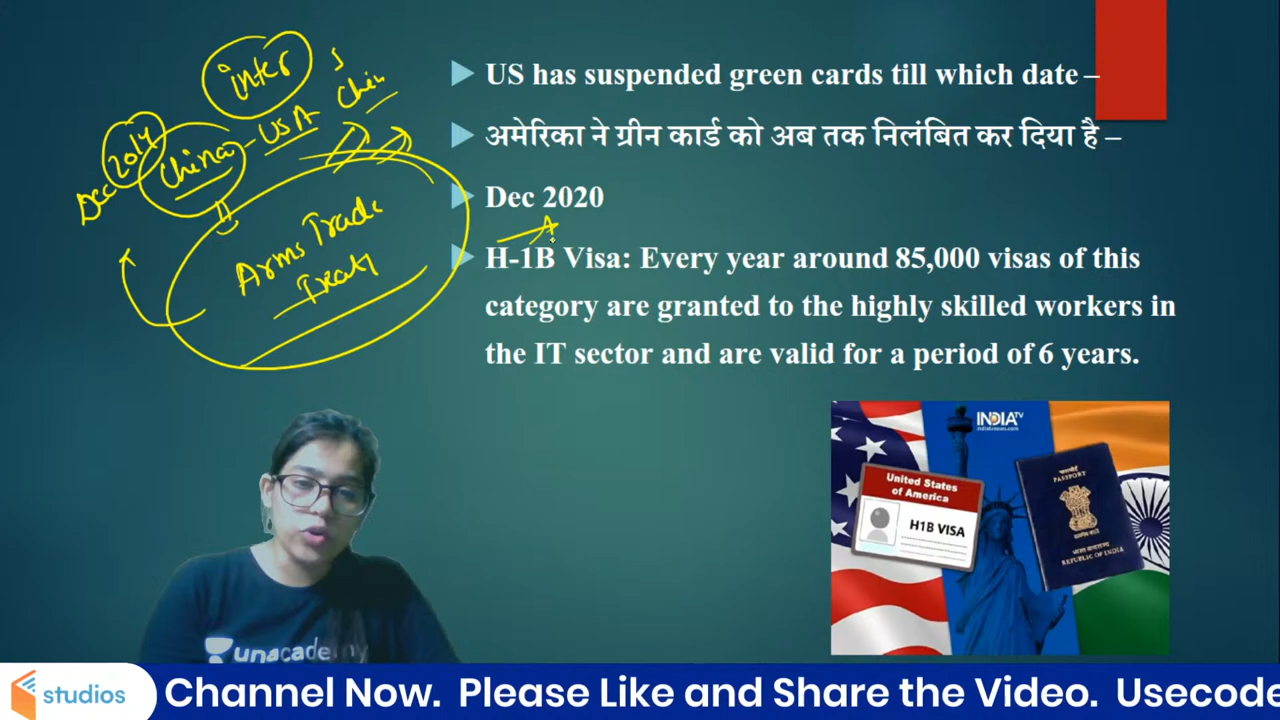 inter
Dec 2014
China - USA
Arms Trade
Treaty
US has suspended green cards till which date –
अमेरिका ने ग्रीन कार्ड को अब तक निलंबित कर दिया है –
Dec 2020
H-1B Visa: Every year around 85,000 visas of this
category are granted to the highly skilled workers in
the IT sector and are valid for a period of 6 years.
INDIA TV
indiatvnews.com
United States
of America
H1B VISA
PASSPORT
REPUBLIC OF INDIA
unacademy
studios
Channel Now. Please Like and Share the Video. Usecode